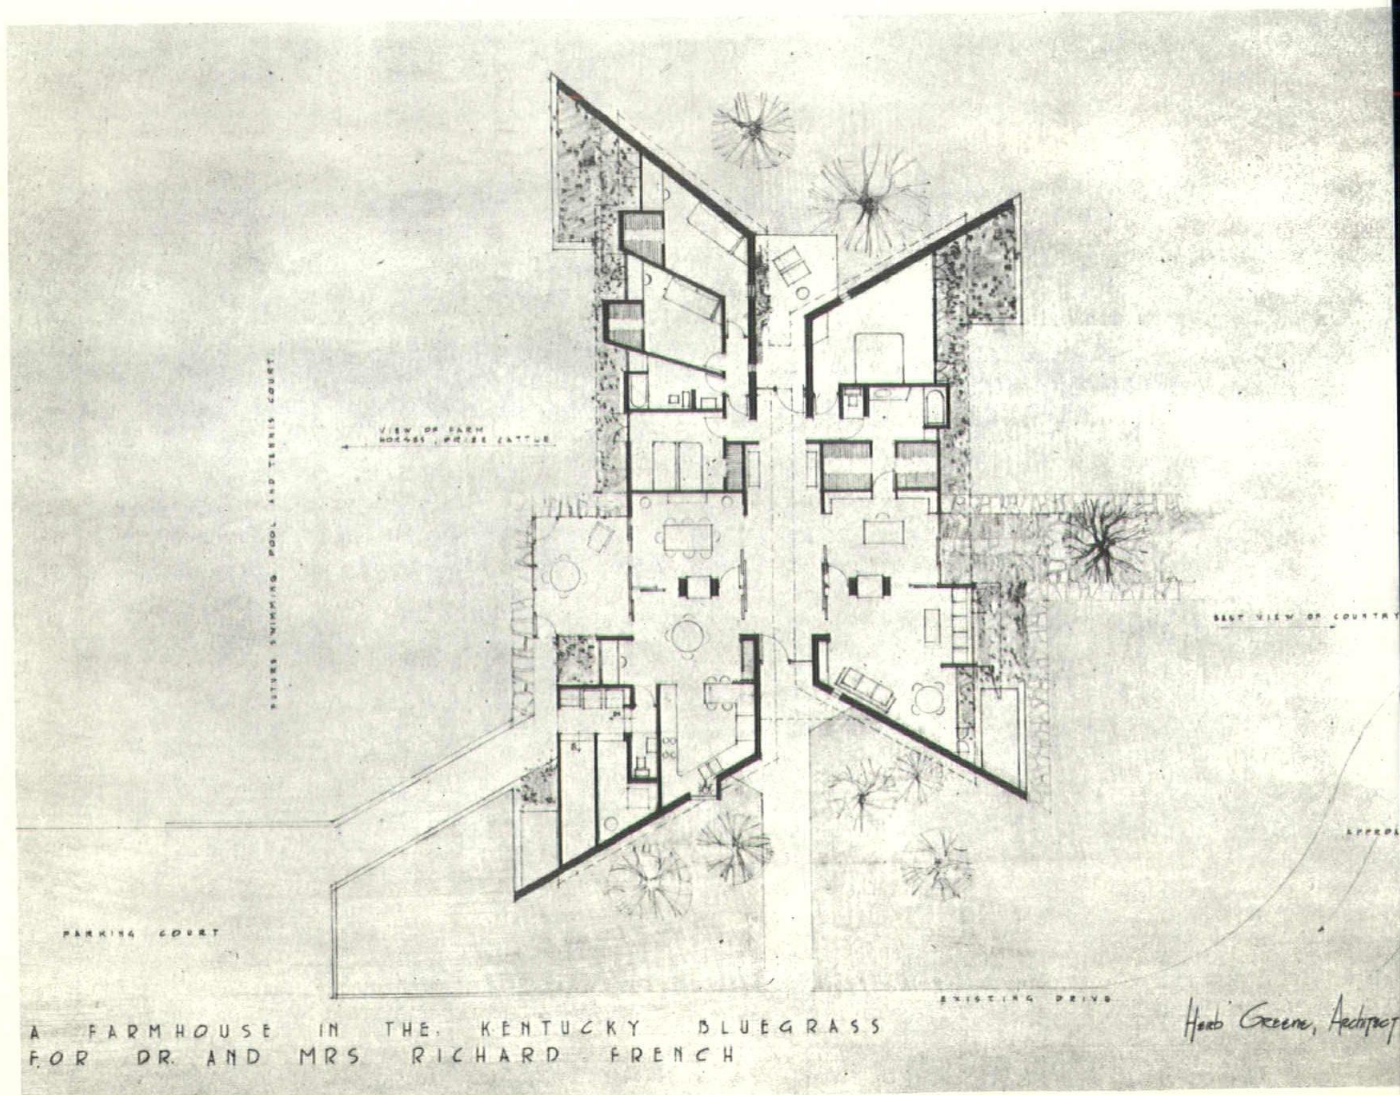 VIEW OF FARM
HORSES, PRIZE CATTLE
FUTURE SWIMMING POOL AND TENNIS COURT
BEST VIEW OF COUNTRY
PARKING COURT
EXISTING DRIVE
A FARMHOUSE IN THE KENTUCKY BLUEGRASS
FOR DR. AND MRS RICHARD FRENCH
Herb Greene, Architect